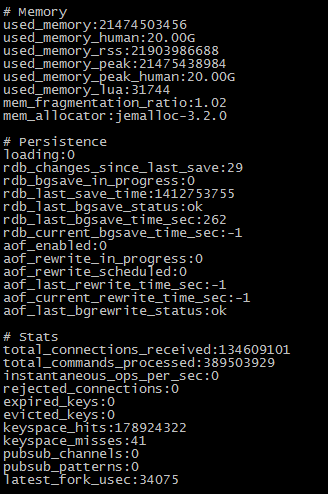 # Memory
used_memory:21474503456
used_memory_human:20.00G
used_memory_rss:21903986688
used_memory_peak:21475438984
used_memory_peak_human:20.00G
used_memory_lua:31744
mem_fragmentation_ratio:1.02
mem_allocator:jemalloc-3.2.0
# Persistence
loading:0
rdb_changes_since_last_save:29
rdb_bgsave_in_progress:0
rdb_last_save_time:1412753755
rdb_last_bgsave_status:ok
rdb_last_bgsave_time_sec:262
rdb_current_bgsave_time_sec:-1
aof_enabled:0
aof_rewrite_in_progress:0
aof_rewrite_scheduled:0
aof_last_rewrite_time_sec:-1
aof_current_rewrite_time_sec:-1
aof_last_bgrewrite_status:ok
# Stats
total_connections_received:134609101
total_commands_processed:389503929
instantaneous_ops_per_sec:0
rejected_connections:0
expired_keys:0
evicted_keys:0
keyspace_hits:178924322
keyspace_misses:41
pubsub_channels:0
pubsub_patterns:0
latest_fork_usec:34075